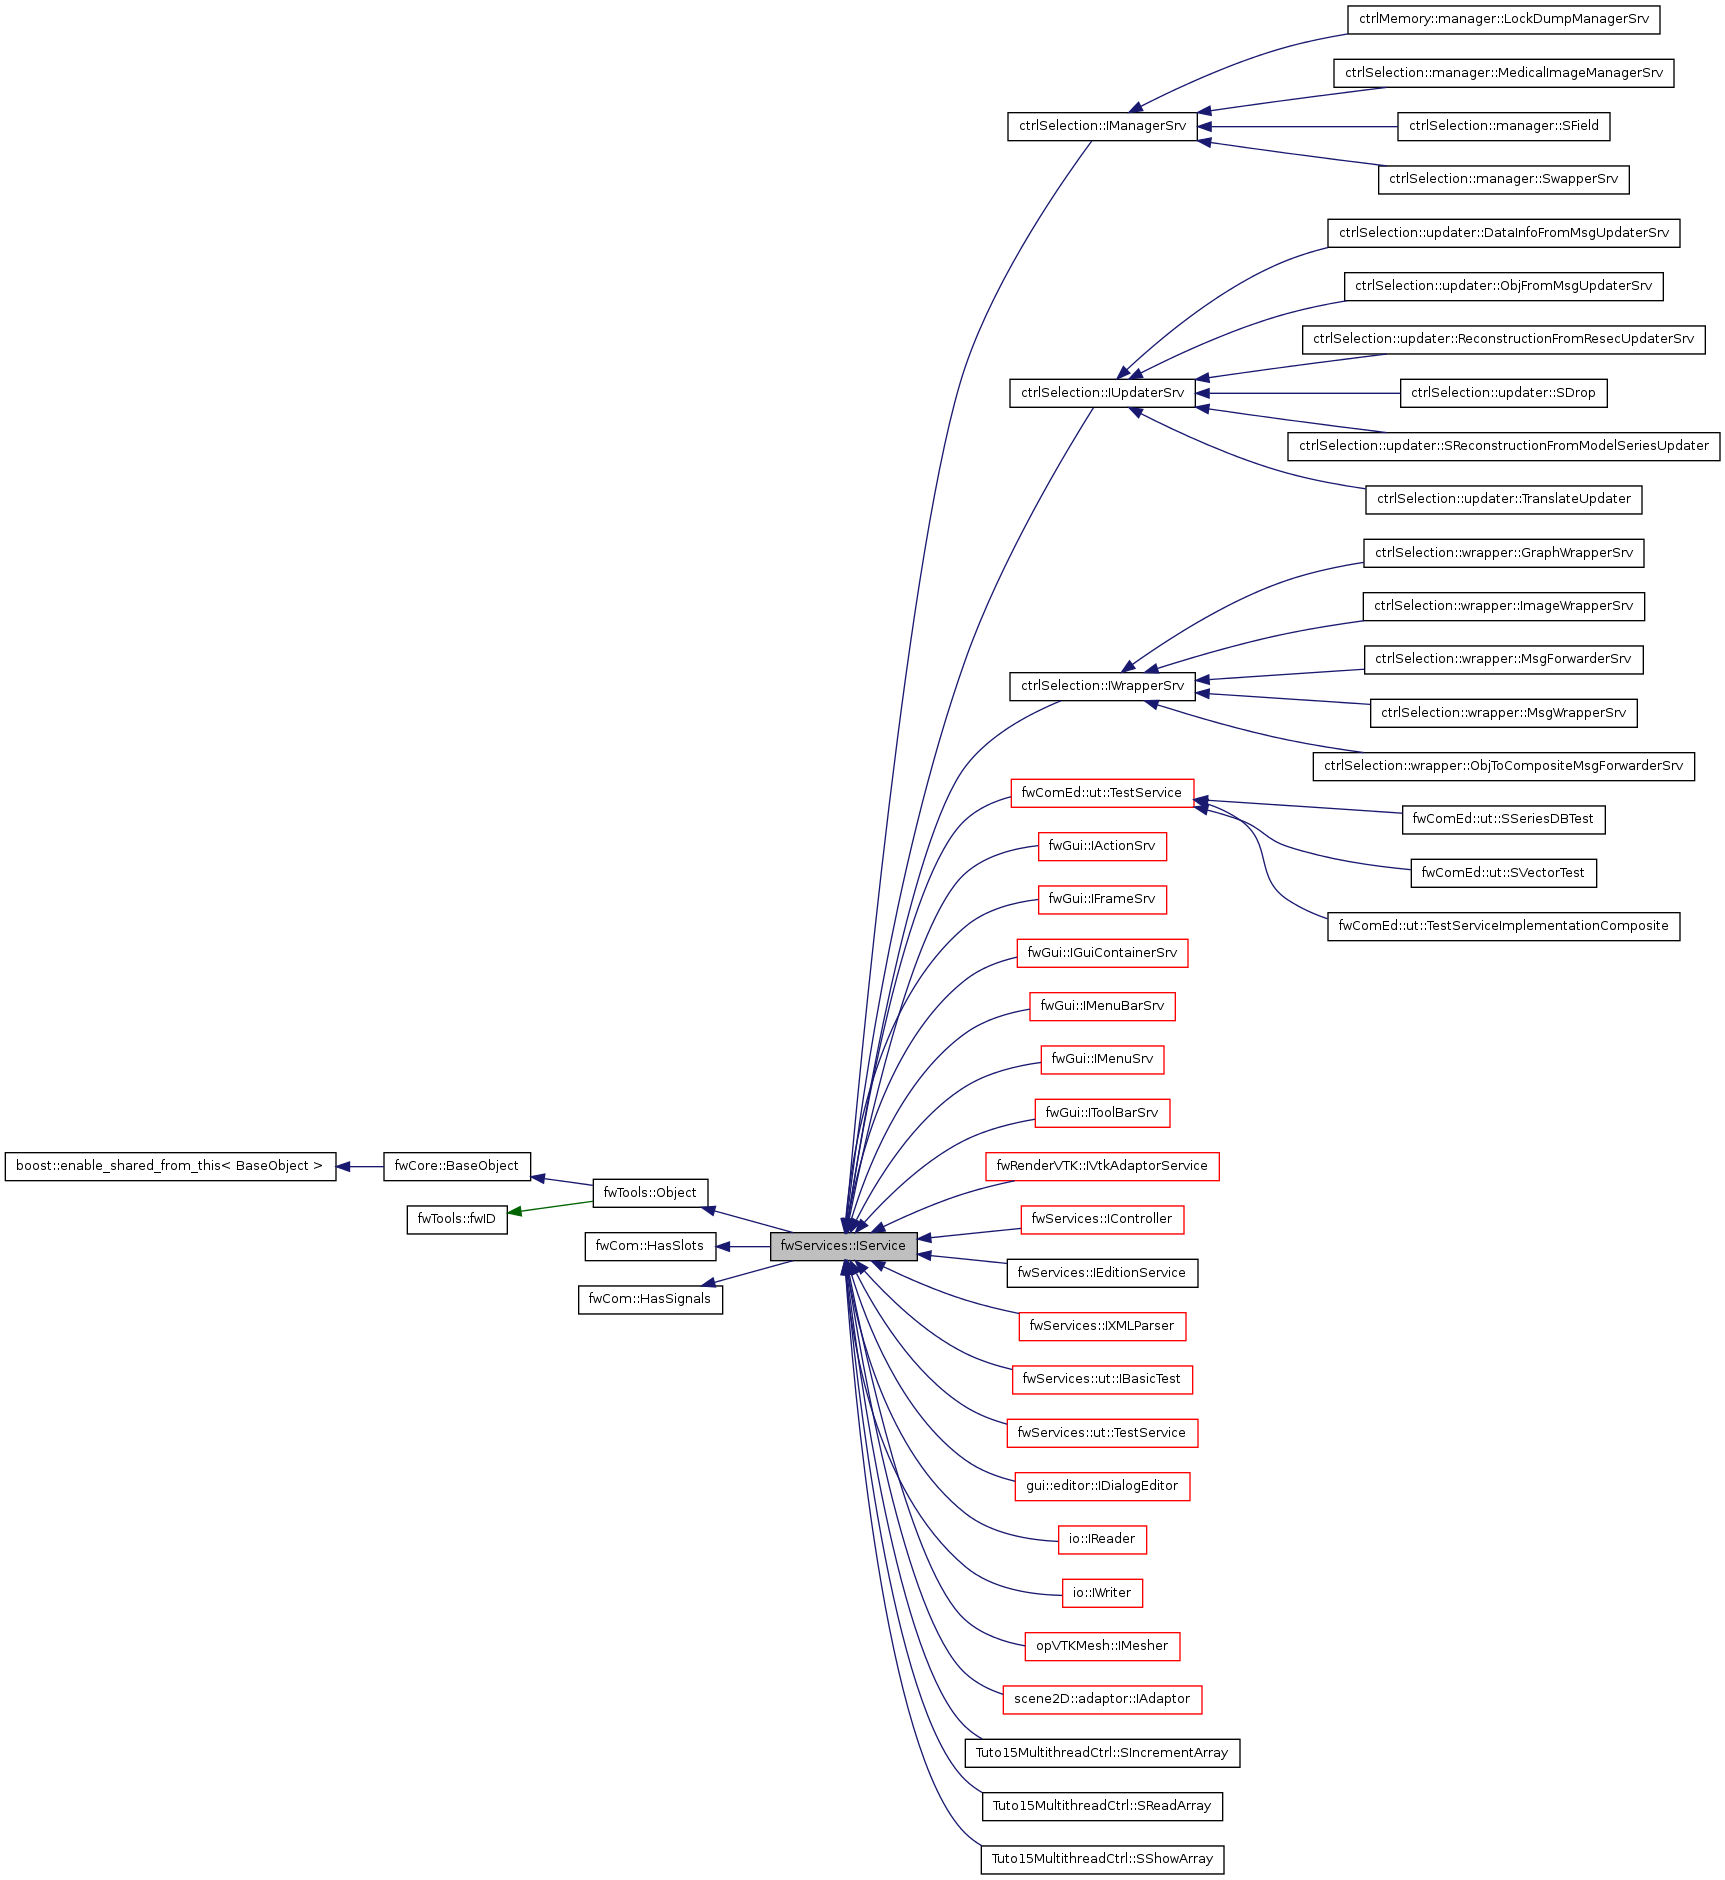 ctrlMemory::manager::LockDumpManagerSrv
ctrlSelection::manager::MedicalImageManagerSrv
ctrlSelection::IManagerSrv
ctrlSelection::manager::SField
ctrlSelection::manager::SwapperSrv
ctrlSelection::updater::DataInfoFromMsgUpdaterSrv
ctrlSelection::updater::ObjFromMsgUpdaterSrv
ctrlSelection::updater::ReconstructionFromResecUpdaterSrv
ctrlSelection::IUpdaterSrv
ctrlSelection::updater::SDrop
ctrlSelection::updater::SReconstructionFromModelSeriesUpdater
ctrlSelection::updater::TranslateUpdater
ctrlSelection::wrapper::GraphWrapperSrv
ctrlSelection::wrapper::ImageWrapperSrv
ctrlSelection::wrapper::MsgForwarderSrv
ctrlSelection::IWrapperSrv
ctrlSelection::wrapper::MsgWrapperSrv
ctrlSelection::wrapper::ObjToCompositeMsgForwarderSrv
fwComEd::ut::TestService
fwComEd::ut::SSeriesDBTest
fwGui::IActionSrv
fwComEd::ut::SVectorTest
fwGui::IFrameSrv
fwComEd::ut::TestServiceImplementationComposite
fwGui::IGuiContainerSrv
fwGui::IMenuBarSrv
fwGui::IMenuSrv
fwGui::IToolBarSrv
boost::enable_shared_from_this< BaseObject >
fwCore::BaseObject
fwRenderVTK::IVtkAdaptorService
fwTools::Object
fwTools::fwID
fwServices::IController
fwCom::HasSlots
fwServices::IService
fwServices::IEditionService
fwCom::HasSignals
fwServices::IXMLParser
fwServices::ut::IBasicTest
fwServices::ut::TestService
gui::editor::IDialogEditor
io::IReader
io::IWriter
opVTKMesh::IMesher
scene2D::adaptor::IAdaptor
Tuto15MultithreadCtrl::SIncrementArray
Tuto15MultithreadCtrl::SReadArray
Tuto15MultithreadCtrl::SShowArray